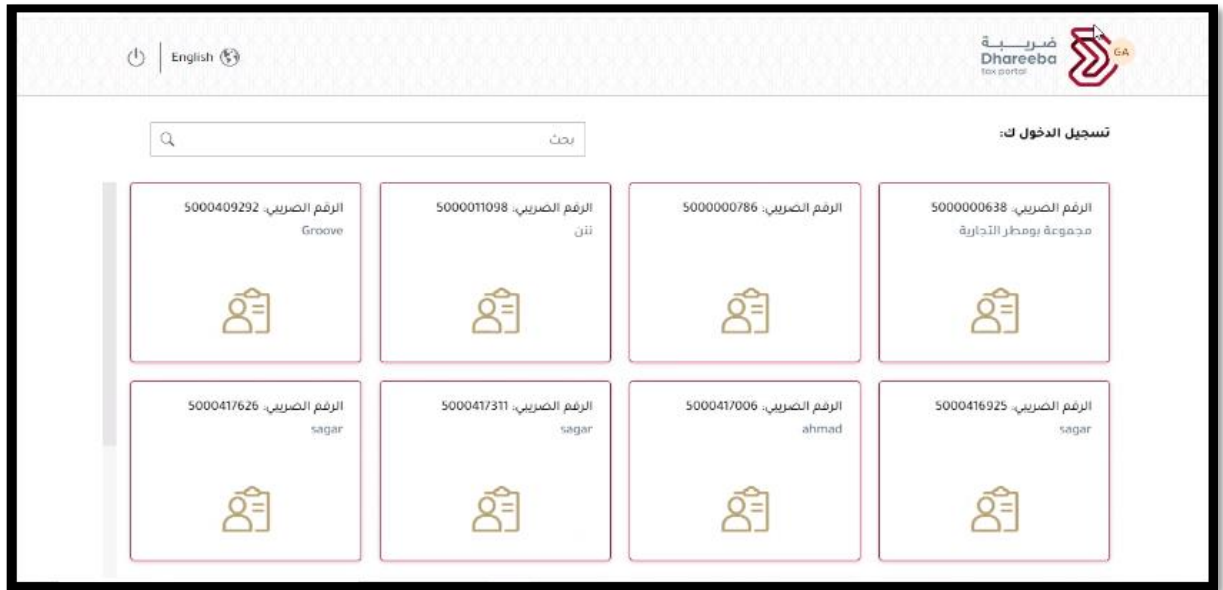 ضريبة
Dhareeba
tax portal
GA
English
تسجيل الدخول ك:
بحث
الرقم الضريبي: 5000000638
مجموعة بومطر التجارية
الرقم الضريبي: 5000000786
الرقم الضريبي: 5000011098
نتن
الرقم الضريبي: 5000409292
Groove
الرقم الضريبي: 5000416925
sagar
الرقم الضريبي: 5000417006
ahmad
الرقم الضريبي: 5000417311
sagar
الرقم الضريبي: 5000417626
sagar